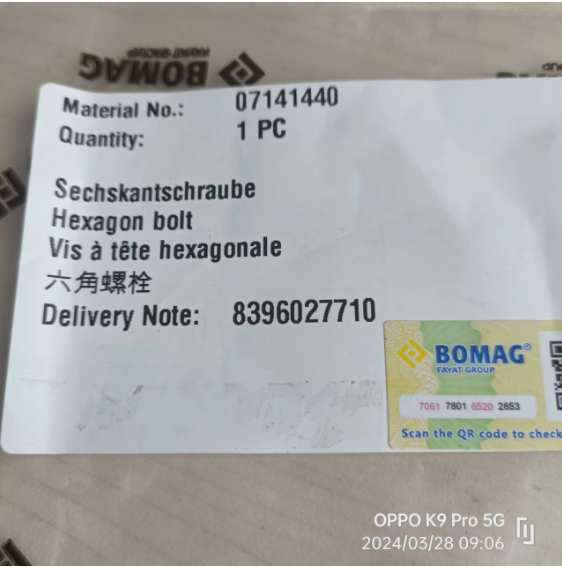 BOMAG
FAYAT GROUP
Material No.: 07141440
Quantity: 1 PC
Sechskantschraube
Hexagon bolt
Vis à tête hexagonale
六角螺栓
Delivery Note: 8396027710
BOMAG®
FAYAT GROUP
7061 7801 6520 2653
Scan the QR code to check
OPPO K9 Pro 5G
2024/03/28 09:06